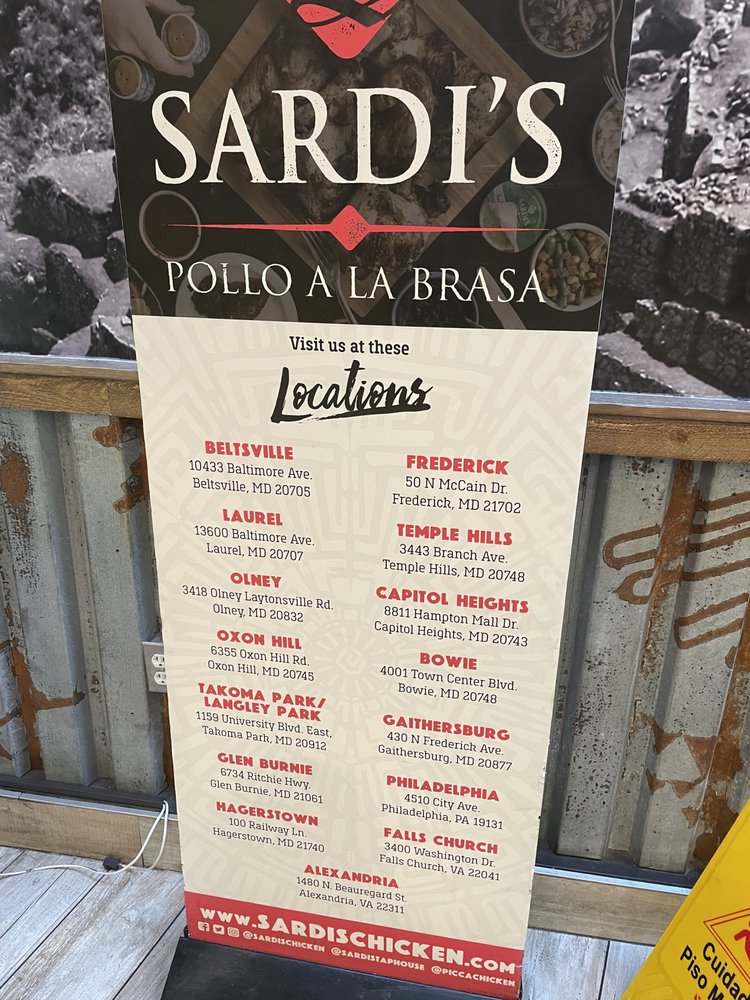 SARDI'S
POLLO A LA BRASA
Visit us at these
Locations
BELTSVILLE
10433 Baltimore Ave.
Beltsville, MD 20705
LAUREL
13600 Baltimore Ave.
Laurel, MD 20707
OLNEY
3418 Olney Laytonsville Rd.
Olney, MD 20832
OXON HILL
6355 Oxon Hill Rd.
Oxon Hill, MD 20745
TAKOMA PARK/
LANGLEY PARK
1159 University Blvd. East,
Takoma Park, MD 20912
GLEN BURNIE
6734 Ritchie Hwy.
Glen Burnie, MD 21061
HAGERSTOWN
100 Railway Ln.
Hagerstown, MD 21740
FREDERICK
50 N McCain Dr.
Frederick, MD 21702
TEMPLE HILLS
3443 Branch Ave.
Temple Hills, MD 20748
CAPITOL HEIGHTS
8811 Hampton Mall Dr.
Capitol Heights, MD 20743
BOWIE
4001 Town Center Blvd.
Bowie, MD 20748
GAITHERSBURG
430 N Frederick Ave.
Gaithersburg, MD 20877
PHILADELPHIA
4510 City Ave.
Philadelphia, PA 19131
FALLS CHURCH
3400 Washington Dr.
Falls Church, VA 22041
ALEXANDRIA
1480 N. Beauregard St.
Alexandria, VA 22311
WWW.SARDISCHICKEN.COM
@SARDISCHICKEN @SARDISTAPHOUSE @PICCACHICKEN
Cuida
Piso M